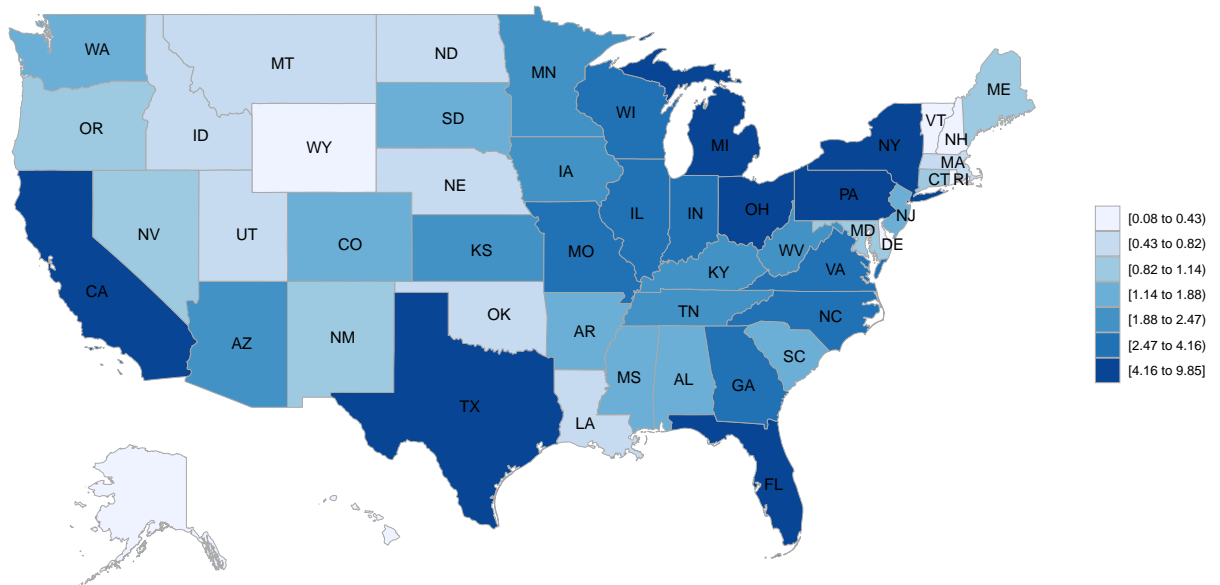 WA
MT
ND
MN
ME
OR
ID
SD
WI
VT
NH
WY
MI
NY
MA
IA
CT RI
NE
PA
NV
UT
IL
IN
OH
NJ
CO
KS
MO
MD
DE
WV
VA
CA
KY
OK
TN
NC
AZ
NM
AR
SC
MS
AL
GA
TX
LA
FL
[0.08 to 0.43)
[0.43 to 0.82)
[0.82 to 1.14)
[1.14 to 1.88)
[1.88 to 2.47)
[2.47 to 4.16)
[4.16 to 9.85]